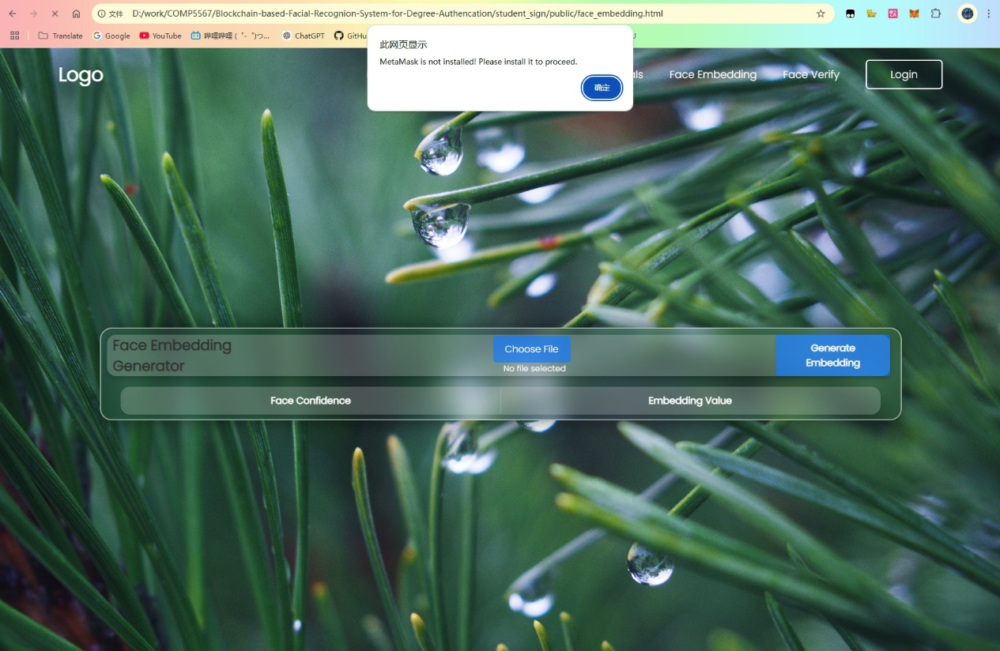 文件
D:/work/COMP5567/Blockchain-based-Facial-Recognion-System-for-Degree-Authencation/student_sign/public/face_embedding.html
Translate
Google
YouTube
哔哩哔哩 (゜-゜)つ...
ChatGPT
GitHu
此网页显示
MetaMask is not installed! Please install it to proceed.
确定
Logo
als
Face Embedding
Face Verify
Login
Face Embedding
Generator
Choose File
No file selected
Generate
Embedding
Face Confidence
Embedding Value